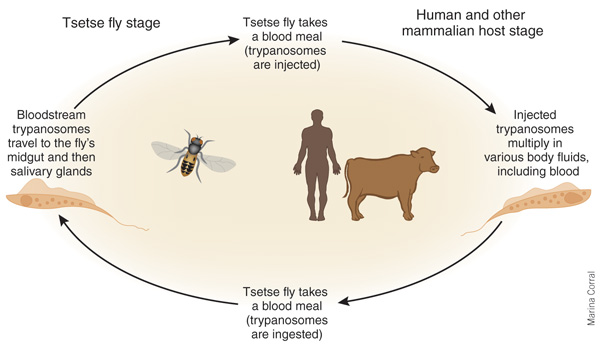 Tsetse fly stage
Tsetse fly takes
a blood meal
(trypanosomes
are injected)
Human and other
mammalian host stage
Bloodstream
trypanosomes
travel to the fly's
midgut and then
salivary glands
Injected
trypanosomes
multiply in
various body fluids,
including blood
Tsetse fly takes
a blood meal
(trypanosomes
are ingested)
Marina Corral